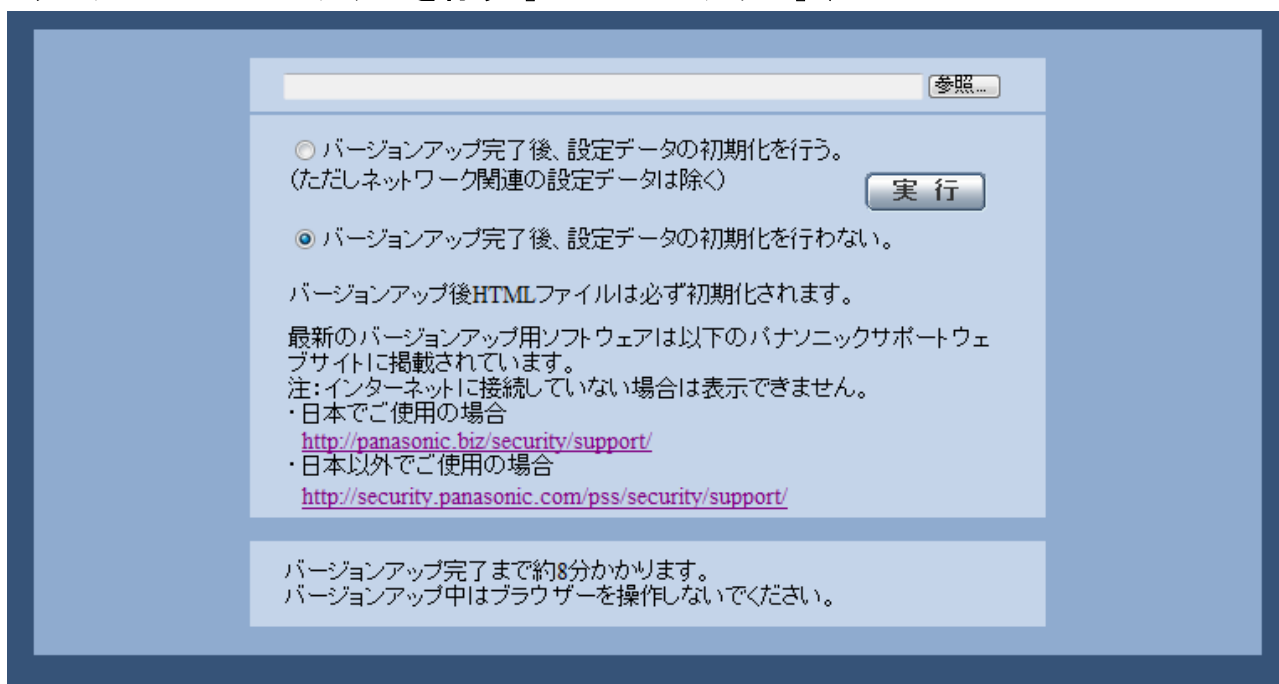 参照...
バージョンアップ完了後、設定データの初期化を行う。
(ただしネットワーク関連の設定データは除く)
実 行
バージョンアップ完了後、設定データの初期化を行わない。
バージョンアップ後HTMLファイルは必ず初期化されます。
最新のバージョンアップ用ソフトウェアは以下のパナソニックサポートウェ
ブサイトに掲載されています。
注:インターネットに接続していない場合は表示できません。
・日本でご使用の場合
http://panasonic.biz/security/support/
・日本以外でご使用の場合
http://security.panasonic.com/pss/security/support/
バージョンアップ完了まで約8分かかります。
バージョンアップ中はブラウザーを操作しないでください。